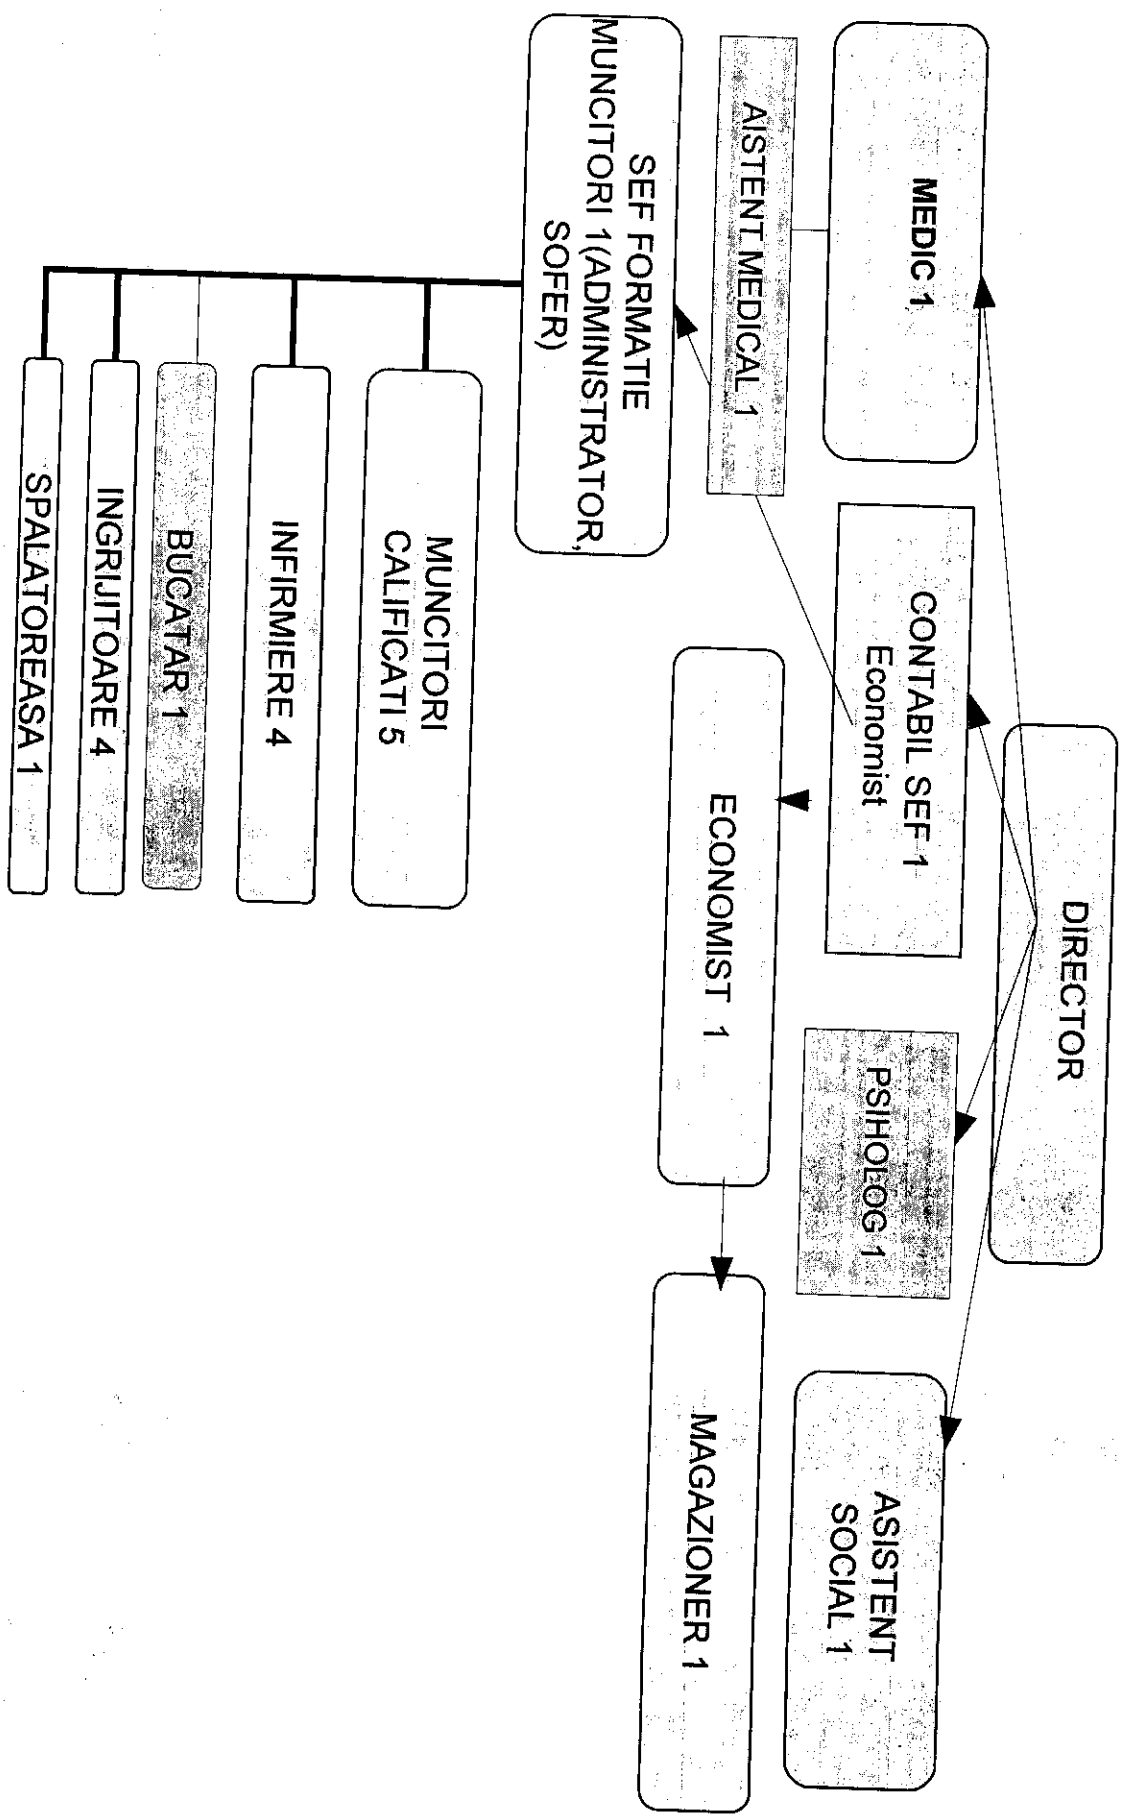 DIRECTOR
MEDIC 1
CONTABIL SEF 1
Economist
PSIHOLOG 1
ASISTENT
SOCIAL 1
AISTENT MEDICAL 1
ECONOMIST 1
MAGAZIONER 1
SEF FORMATIE
MUNCITORI 1(ADMINISTRATOR,
SOFER)
MUNCITORI
CALIFICATI 5
INFIRMIERE 4
BUCATAR 1
INGRIJITOARE 4
SPALATOREASA 1